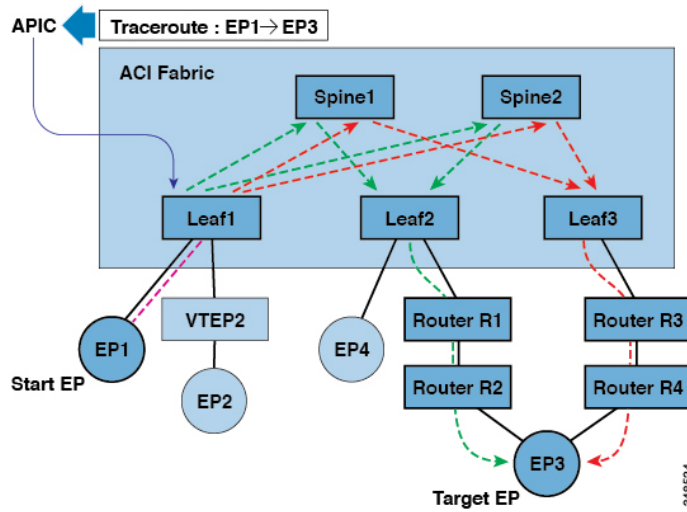 APIC
Traceroute : EP1→EP3
ACI Fabric
Spine1
Spine2
Leaf1
Leaf2
Leaf3
VTEP2
Router R1
Router R3
EP1
EP4
Start EP
EP2
Router R2
Router R4
EP3
Target EP